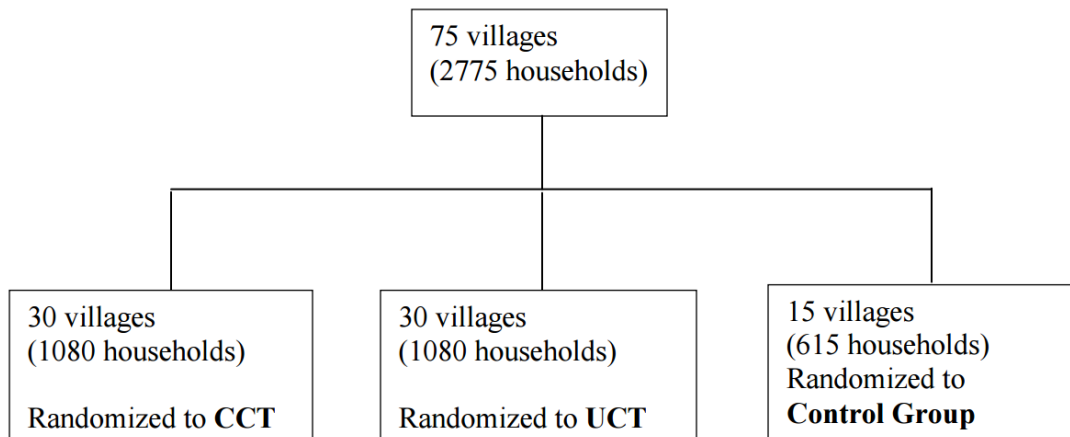 75 villages
(2775 households)
30 villages
(1080 households)
Randomized to CCT
30 villages
(1080 households)
Randomized to UCT
15 villages
(615 households)
Randomized to
Control Group